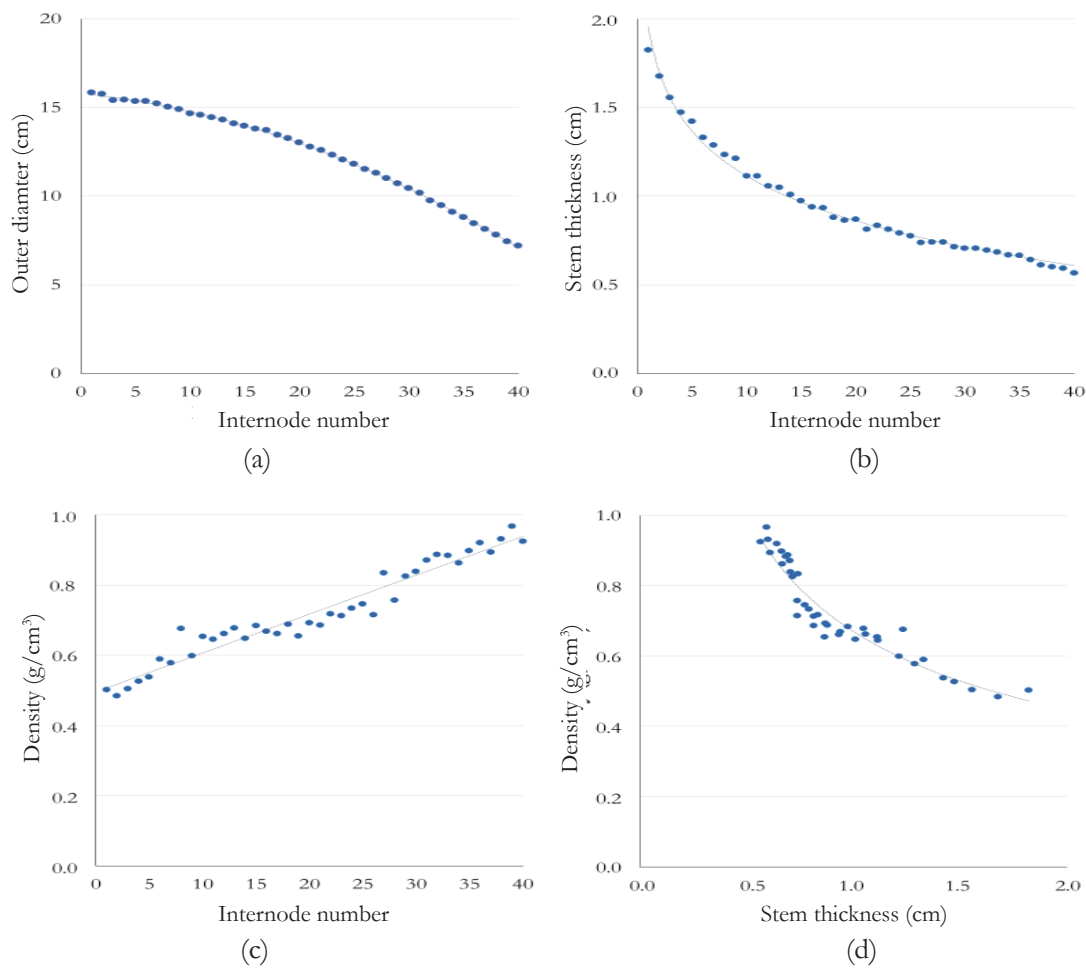 20
15
10
5
0
Outer diamter (cm)
0 5 10 15 20 25 30 35 40
Internode number
(a)
2.0
1.5
1.0
0.5
0.0
Stem thickness (cm)
0 5 10 15 20 25 30 35 40
Internode number
(b)
1.0
0.8
0.6
0.4
0.2
0.0
Density (g/cm³)
0 5 10 15 20 25 30 35 40
Internode number
(c)
1.0
0.8
0.6
0.4
0.2
0.0
Density (g/cm³)
0.0 0.5 1.0 1.5 2.0
Stem thickness (cm)
(d)